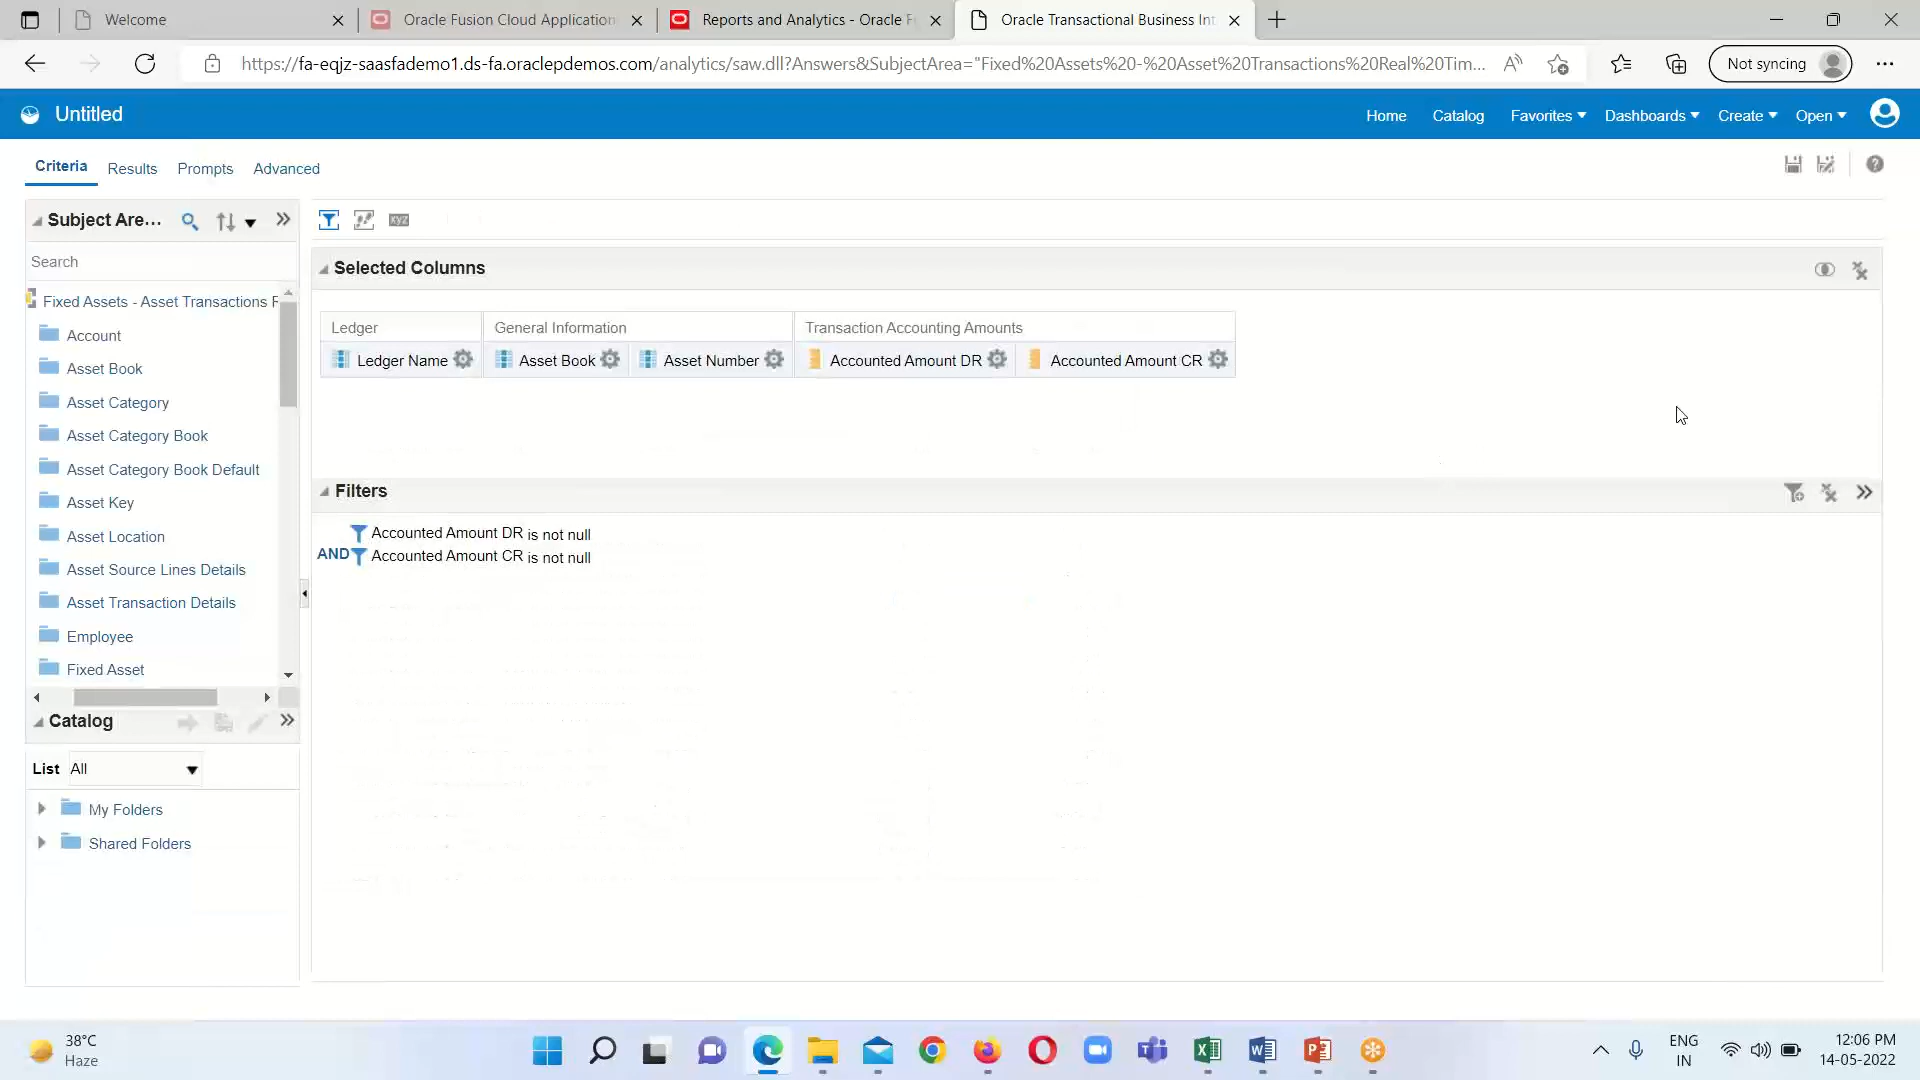 Welcome
Oracle Fusion Cloud Application
Reports and Analytics - Oracle F
Oracle Transactional Business Int
https://fa-eqjz-saasfademo1.ds-fa.oraclepdemos.com/analytics/saw.dll?Answers&SubjectArea="Fixed%20Assets%20-%20Asset%20Transactions%20Real%20Tim...
Not syncing
Untitled
Home
Catalog
Favorites
Dashboards
Create
Open
Criteria
Results
Prompts
Advanced
Subject Are...
Search
Fixed Assets - Asset Transactions R
Account
Asset Book
Asset Category
Asset Category Book
Asset Category Book Default
Asset Key
Asset Location
Asset Source Lines Details
Asset Transaction Details
Employee
Fixed Asset
Catalog
List All
My Folders
Shared Folders
xyz
Selected Columns
Ledger
General Information
Transaction Accounting Amounts
Ledger Name
Asset Book
Asset Number
Accounted Amount DR
Accounted Amount CR
Filters
Accounted Amount DR is not null
AND Accounted Amount CR is not null
38°C
Haze
ENG
IN
12:06 PM
14-05-2022